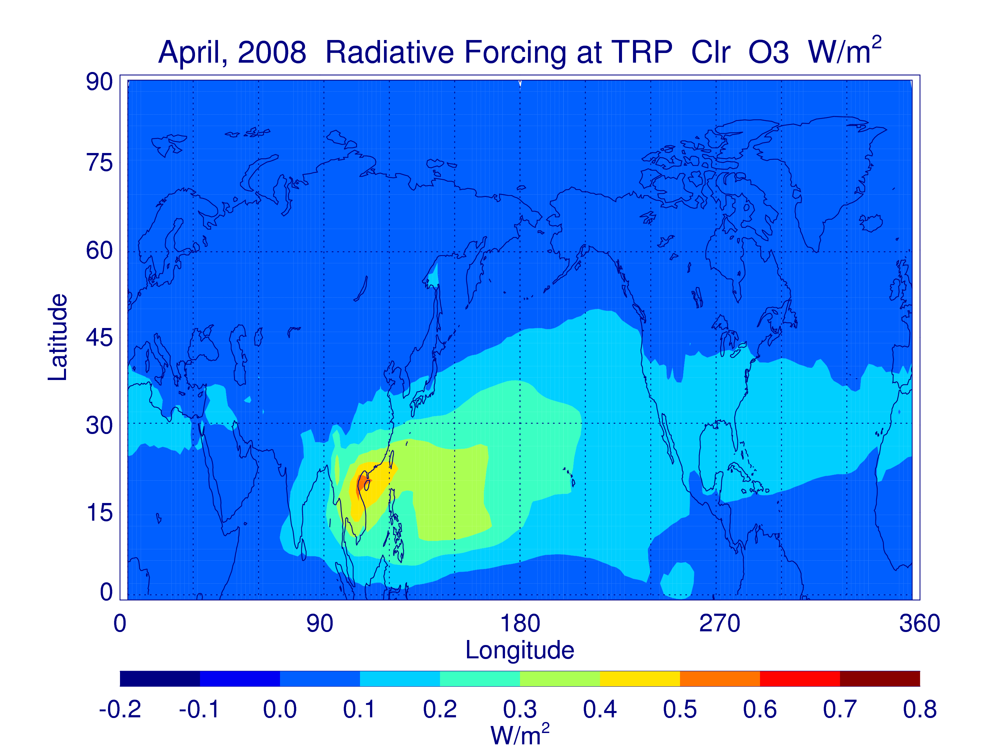 April, 2008 Radiative Forcing at TRP Clr O3 W/m²
90
75
60
45
30
15
0
Latitude
0 90 180 270 360
Longitude
-0.2 -0.1 0.0 0.1 0.2 0.3 0.4 0.5 0.6 0.7 0.8
W/m²